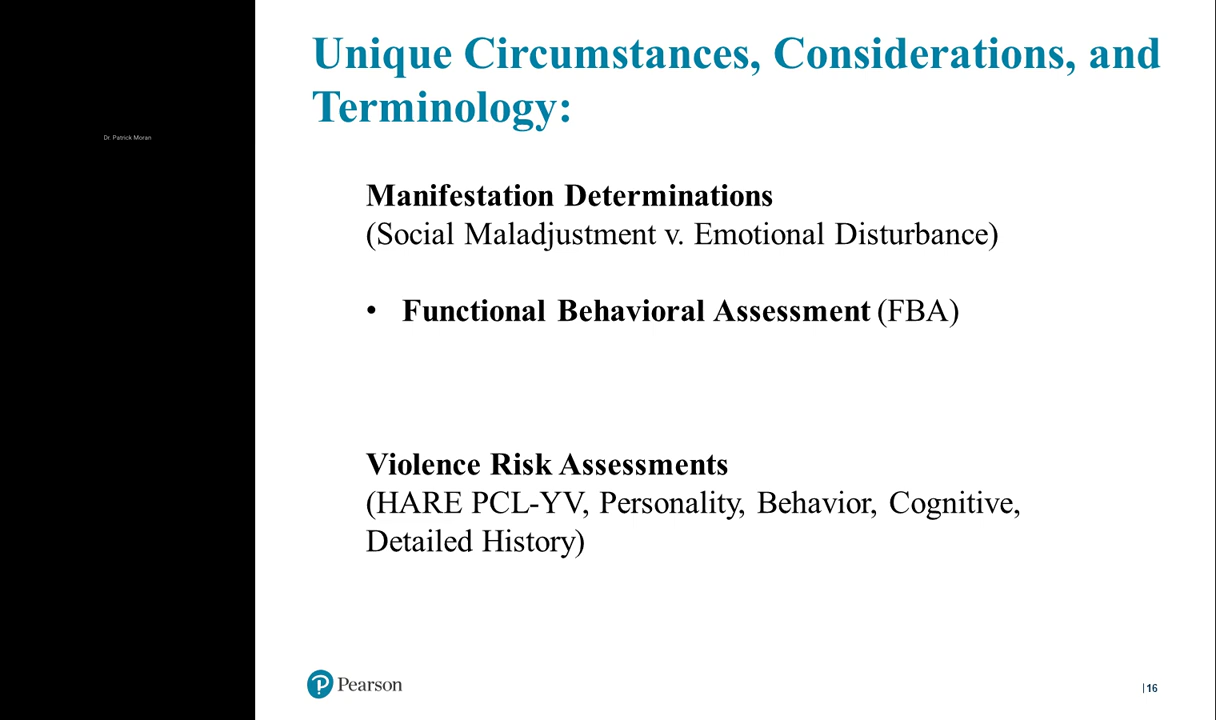 Dr. Patrick Moran
Unique Circumstances, Considerations, and
Terminology:
Manifestation Determinations
(Social Maladjustment v. Emotional Disturbance)
• Functional Behavioral Assessment (FBA)
Violence Risk Assessments
(HARE PCL-YV, Personality, Behavior, Cognitive,
Detailed History)
Pearson
|16